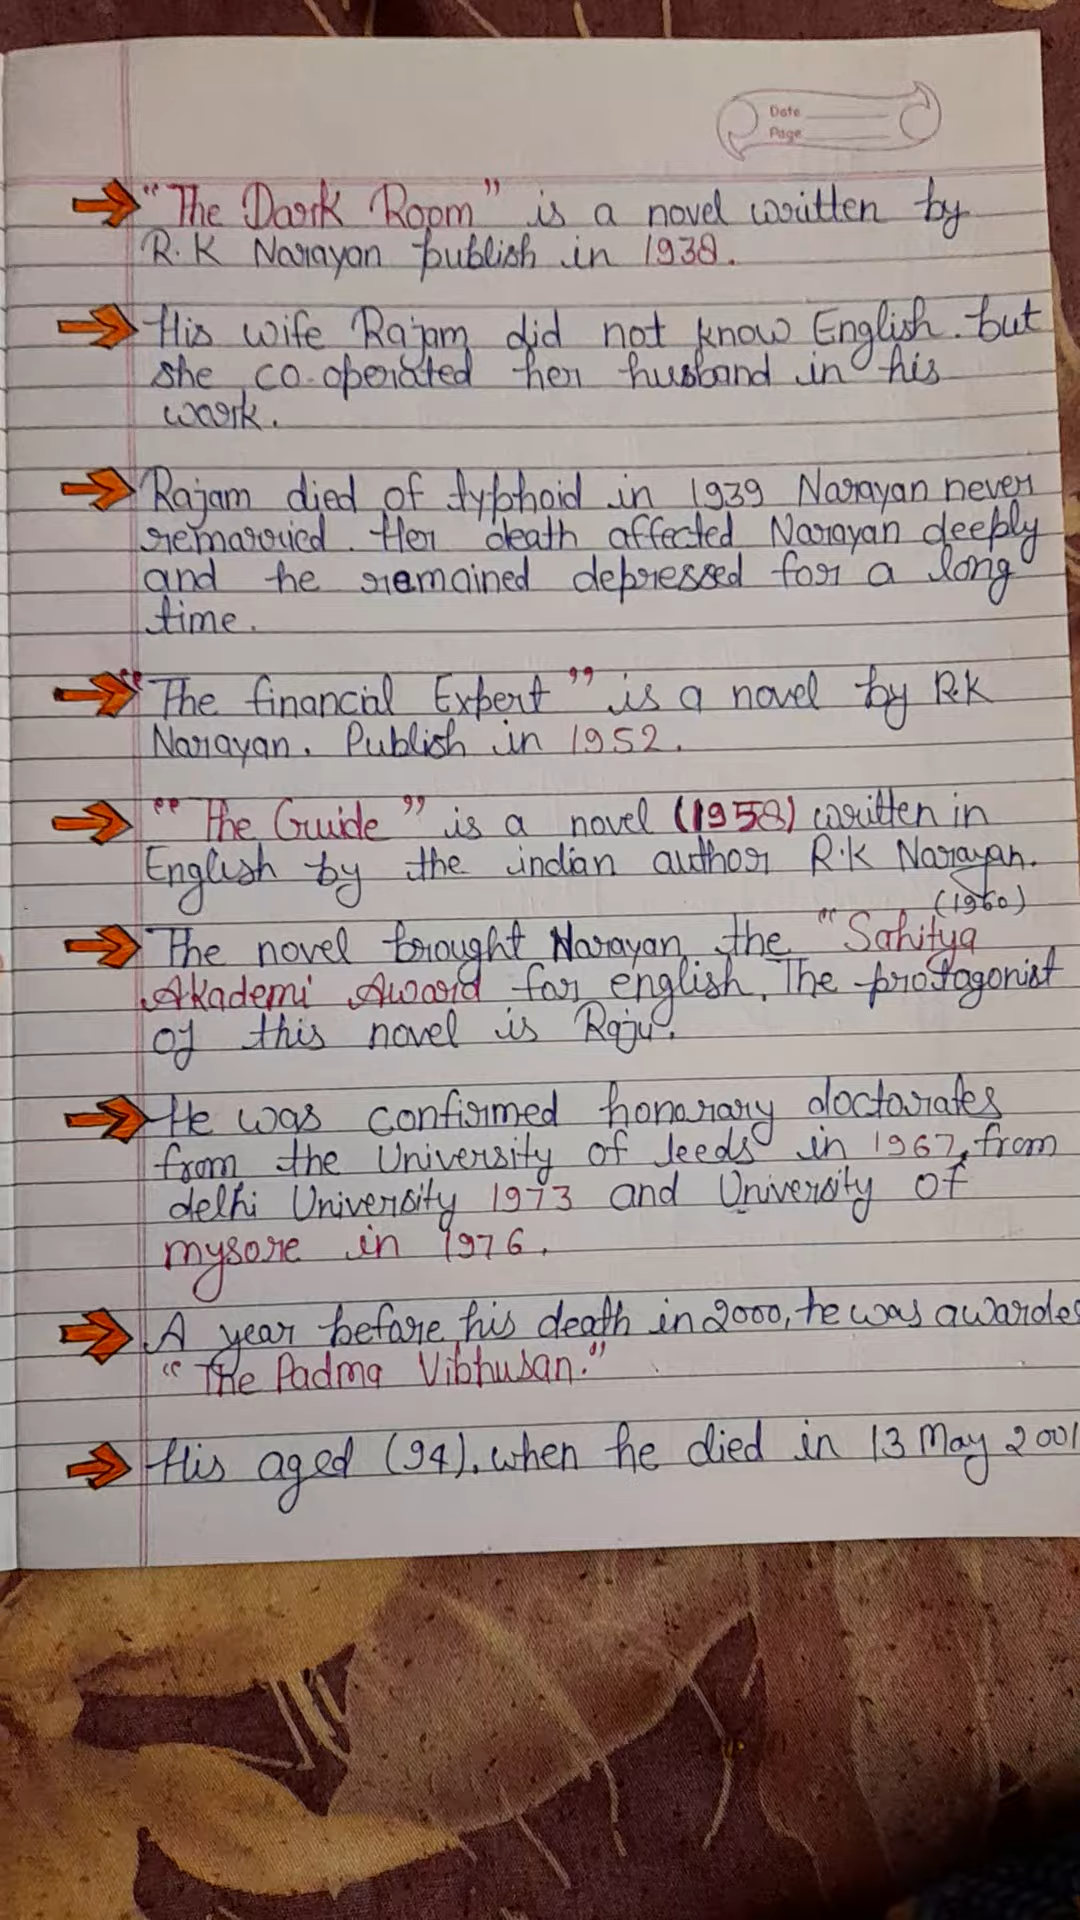 Date
Page
"The Dark Room" is a novel written by
R.K Narayan publish in 1938.
His wife Rajam did not know English. but
she co-operated her husband in his
work.
Rajam died of typhoid in 1939 Narayan never
remarried. Her death affected Narayan deeply
and he remained depressed for a long
time.
"The financial Expert" is a novel by R.K
Narayan. Publish in 1952.
"The Guide" is a novel (1958) written in
English by the indian author R.K Narayan.
(1960)
The novel brought Narayan the "Sahitya
Akademi Award for english. The protagonist
of this novel is Raju.
He was confirmed honorary doctorates
from the University of leeds in 1967, from
delhi University 1973 and University of
mysore in 1976.
A year before his death in 2000, he was awarded
"The Padma Vibhusan."
His aged (94). when he died in 13 May 2001